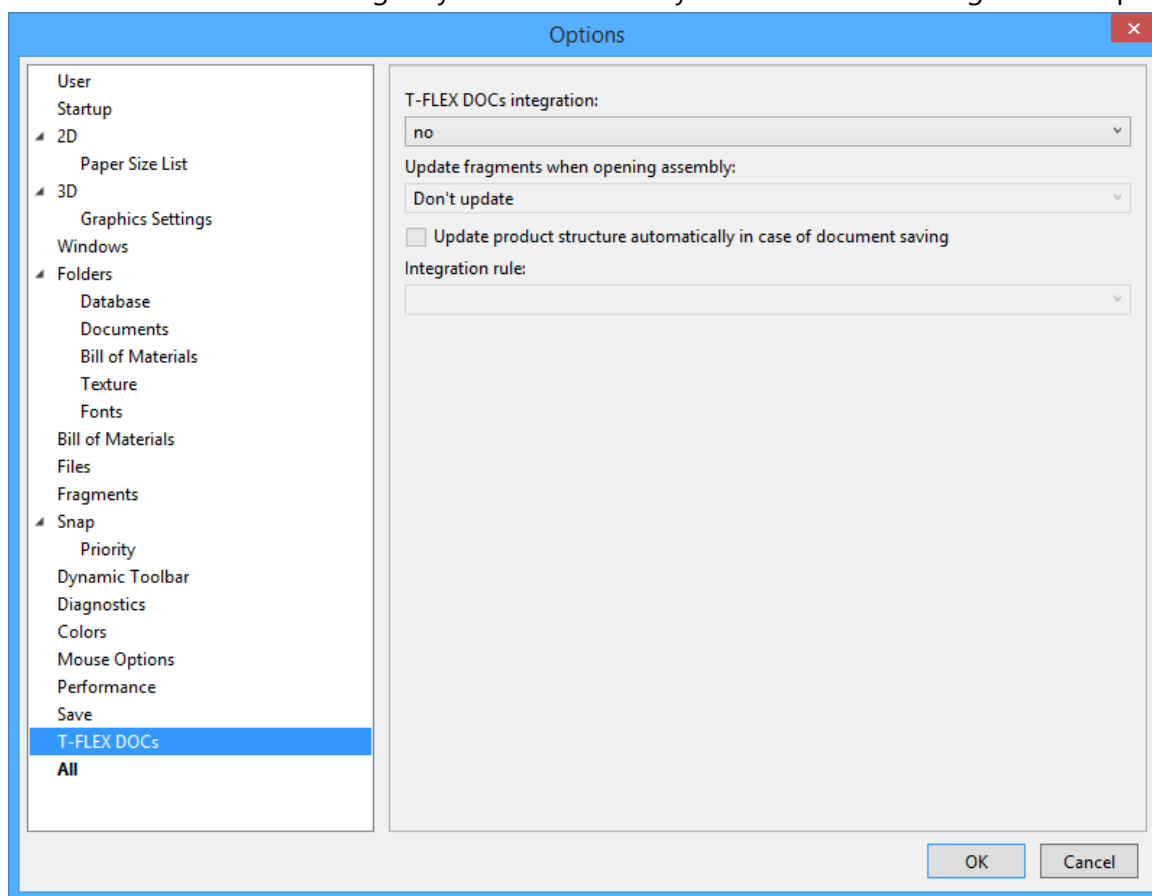 Options
User
Startup
2D
Paper Size List
3D
Graphics Settings
Windows
Folders
Database
Documents
Bill of Materials
Texture
Fonts
Bill of Materials
Files
Fragments
Snap
Priority
Dynamic Toolbar
Diagnostics
Colors
Mouse Options
Performance
Save
T-FLEX DOCs
All
T-FLEX DOCs integration:
no
Update fragments when opening assembly:
Don't update
Update product structure automatically in case of document saving
Integration rule:
OK
Cancel